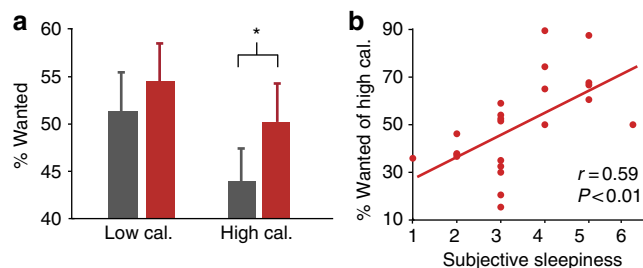 a
60
55
50
45
40
% Wanted
*
Low cal.
High cal.
b
90
70
50
30
10
% Wanted of high cal.
r = 0.59
P < 0.01
1 2 3 4 5 6
Subjective sleepiness